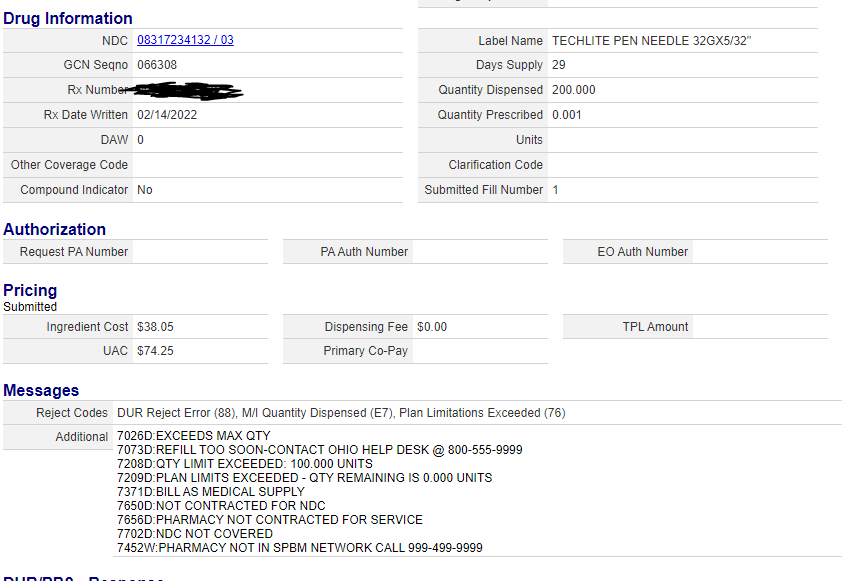 Drug Information
NDC 08317234132 / 03
Label Name TECHLITE PEN NEEDLE 32GX5/32"
GCN Seqno 066308
Days Supply 29
Rx Number
Quantity Dispensed 200.000
Rx Date Written 02/14/2022
Quantity Prescribed 0.001
DAW 0
Units
Other Coverage Code
Clarification Code
Compound Indicator No
Submitted Fill Number 1
Authorization
Request PA Number
PA Auth Number
EO Auth Number
Pricing
Submitted
Ingredient Cost $38.05
Dispensing Fee $0.00
TPL Amount
UAC $74.25
Primary Co-Pay
Messages
Reject Codes DUR Reject Error (88), M/I Quantity Dispensed (E7), Plan Limitations Exceeded (76)
Additional 7026D:EXCEEDS MAX QTY
7073D:REFILL TOO SOON-CONTACT OHIO HELP DESK @ 800-555-9999
7208D:QTY LIMIT EXCEEDED: 100.000 UNITS
7209D:PLAN LIMITS EXCEEDED - QTY REMAINING IS 0.000 UNITS
7371D:BILL AS MEDICAL SUPPLY
7650D:NOT CONTRACTED FOR NDC
7656D:PHARMACY NOT CONTRACTED FOR SERVICE
7702D:NDC NOT COVERED
7452W:PHARMACY NOT IN SPBM NETWORK CALL 999-499-9999